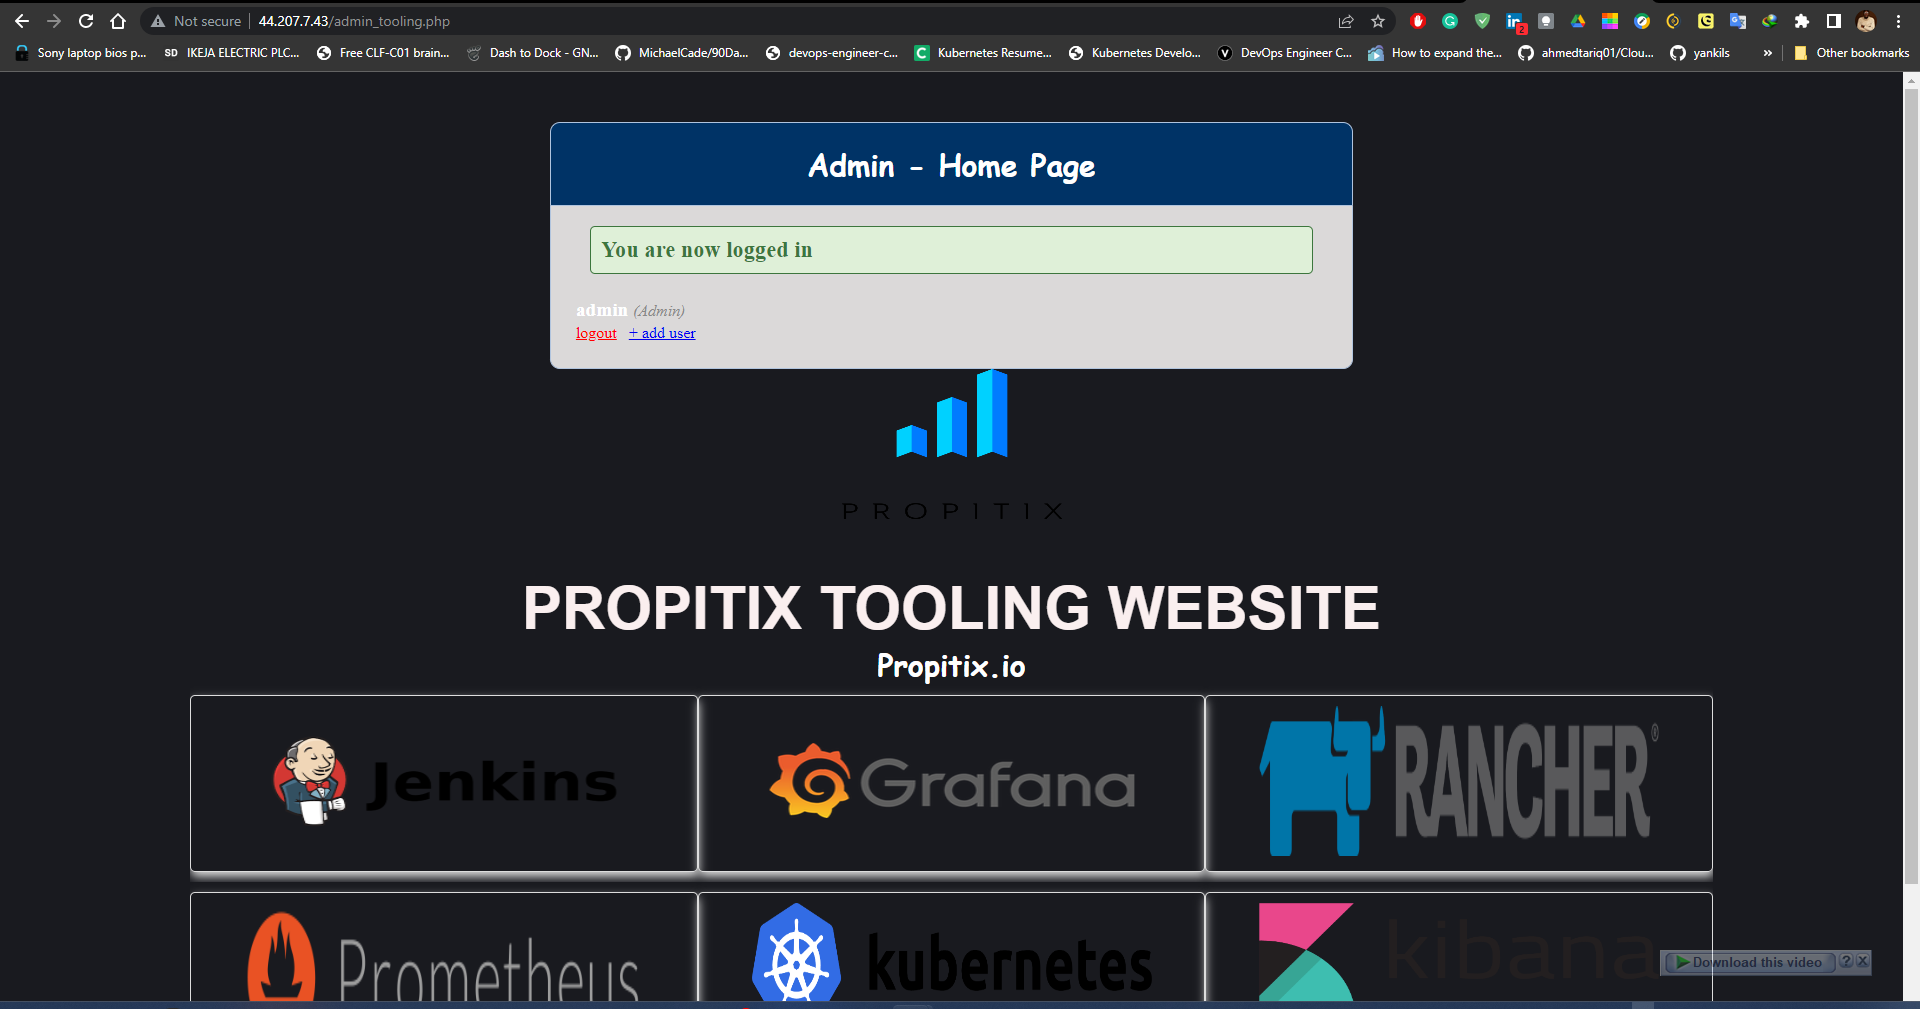 Not secure 44.207.7.43/admin_tooling.php
2
Sony laptop bios p... SD IKEJA ELECTRIC PLC... Free CLF-C01 brain... Dash to Dock - GN... MichaelCade/90Da... devops-engineer-c... C Kubernetes Resume... Kubernetes Develo... V DevOps Engineer C... How to expand the... ahmedtariq01/Clou... yankils » Other bookmarks
Admin - Home Page
You are now logged in
admin (Admin)
logout + add user
PROPITIX
PROPITIX TOOLING WEBSITE
Propitix.io
Jenkins
Grafana
RANCHER®
Prometheus
kubernetes
kibana
Download this video ? X